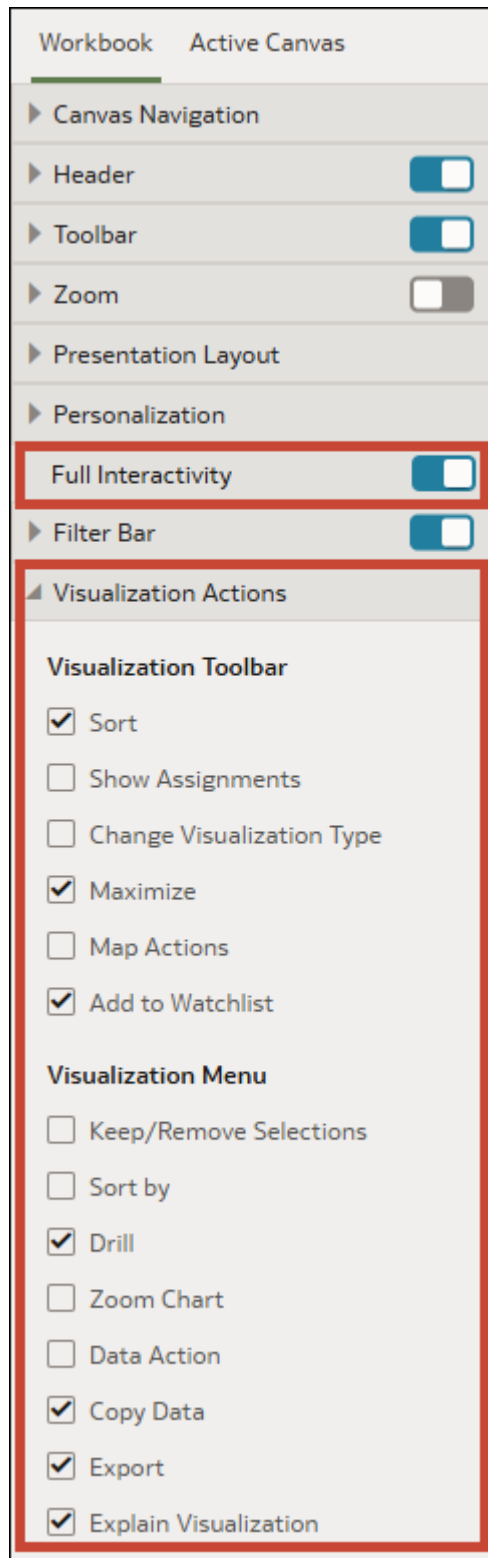 Workbook Active Canvas
Canvas Navigation
Header
Toolbar
Zoom
Presentation Layout
Personalization
Full Interactivity
Filter Bar
Visualization Actions
Visualization Toolbar
Sort
Show Assignments
Change Visualization Type
Maximize
Map Actions
Add to Watchlist
Visualization Menu
Keep/Remove Selections
Sort by
Drill
Zoom Chart
Data Action
Copy Data
Export
Explain Visualization